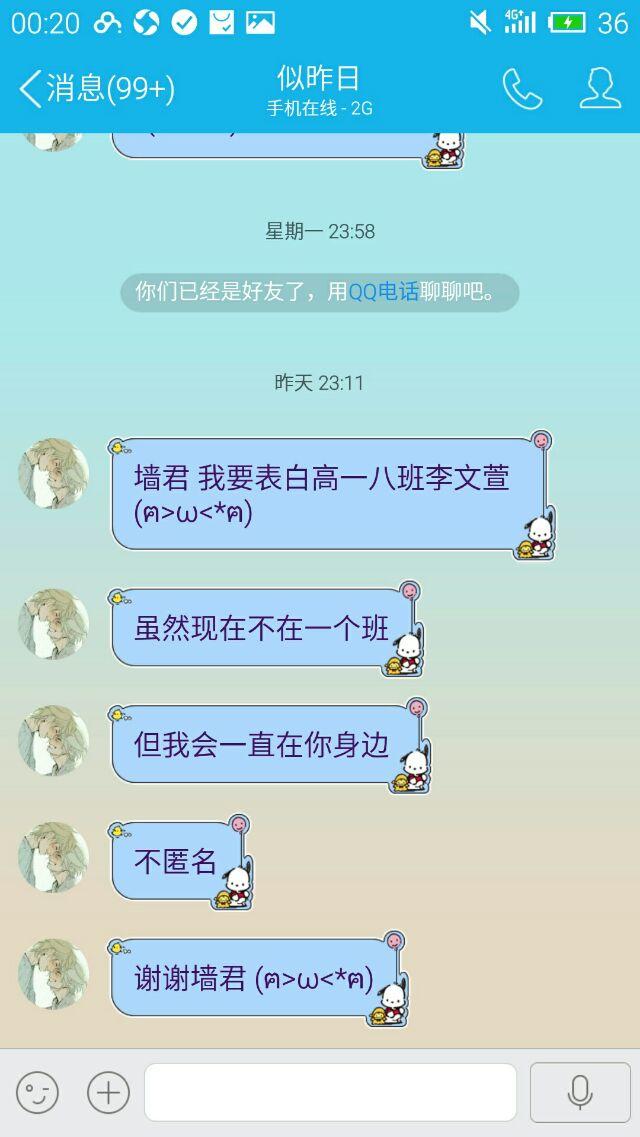 00:20
4G
36
消息(99+)
似昨日
手机在线 - 2G
星期一 23:58
你们已经是好友了，用QQ电话聊聊吧。
昨天 23:11
墙君 我要表白高一八班李文萱
(ฅ>ω<*ฅ)
虽然现在不在一个班
但我会一直在你身边
不匿名
谢谢墙君 (ฅ>ω<*ฅ)